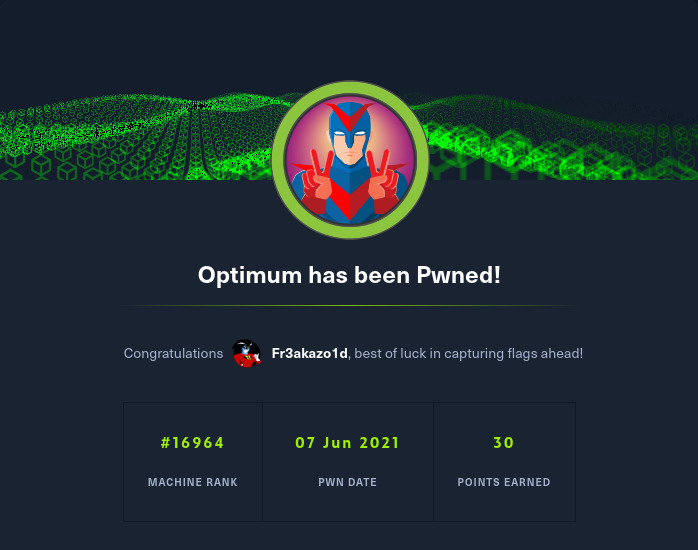 Optimum has been Pwned!
Congratulations Fr3akazo1d, best of luck in capturing flags ahead!
#16964 07 Jun 2021 30
MACHINE RANK PWN DATE POINTS EARNED